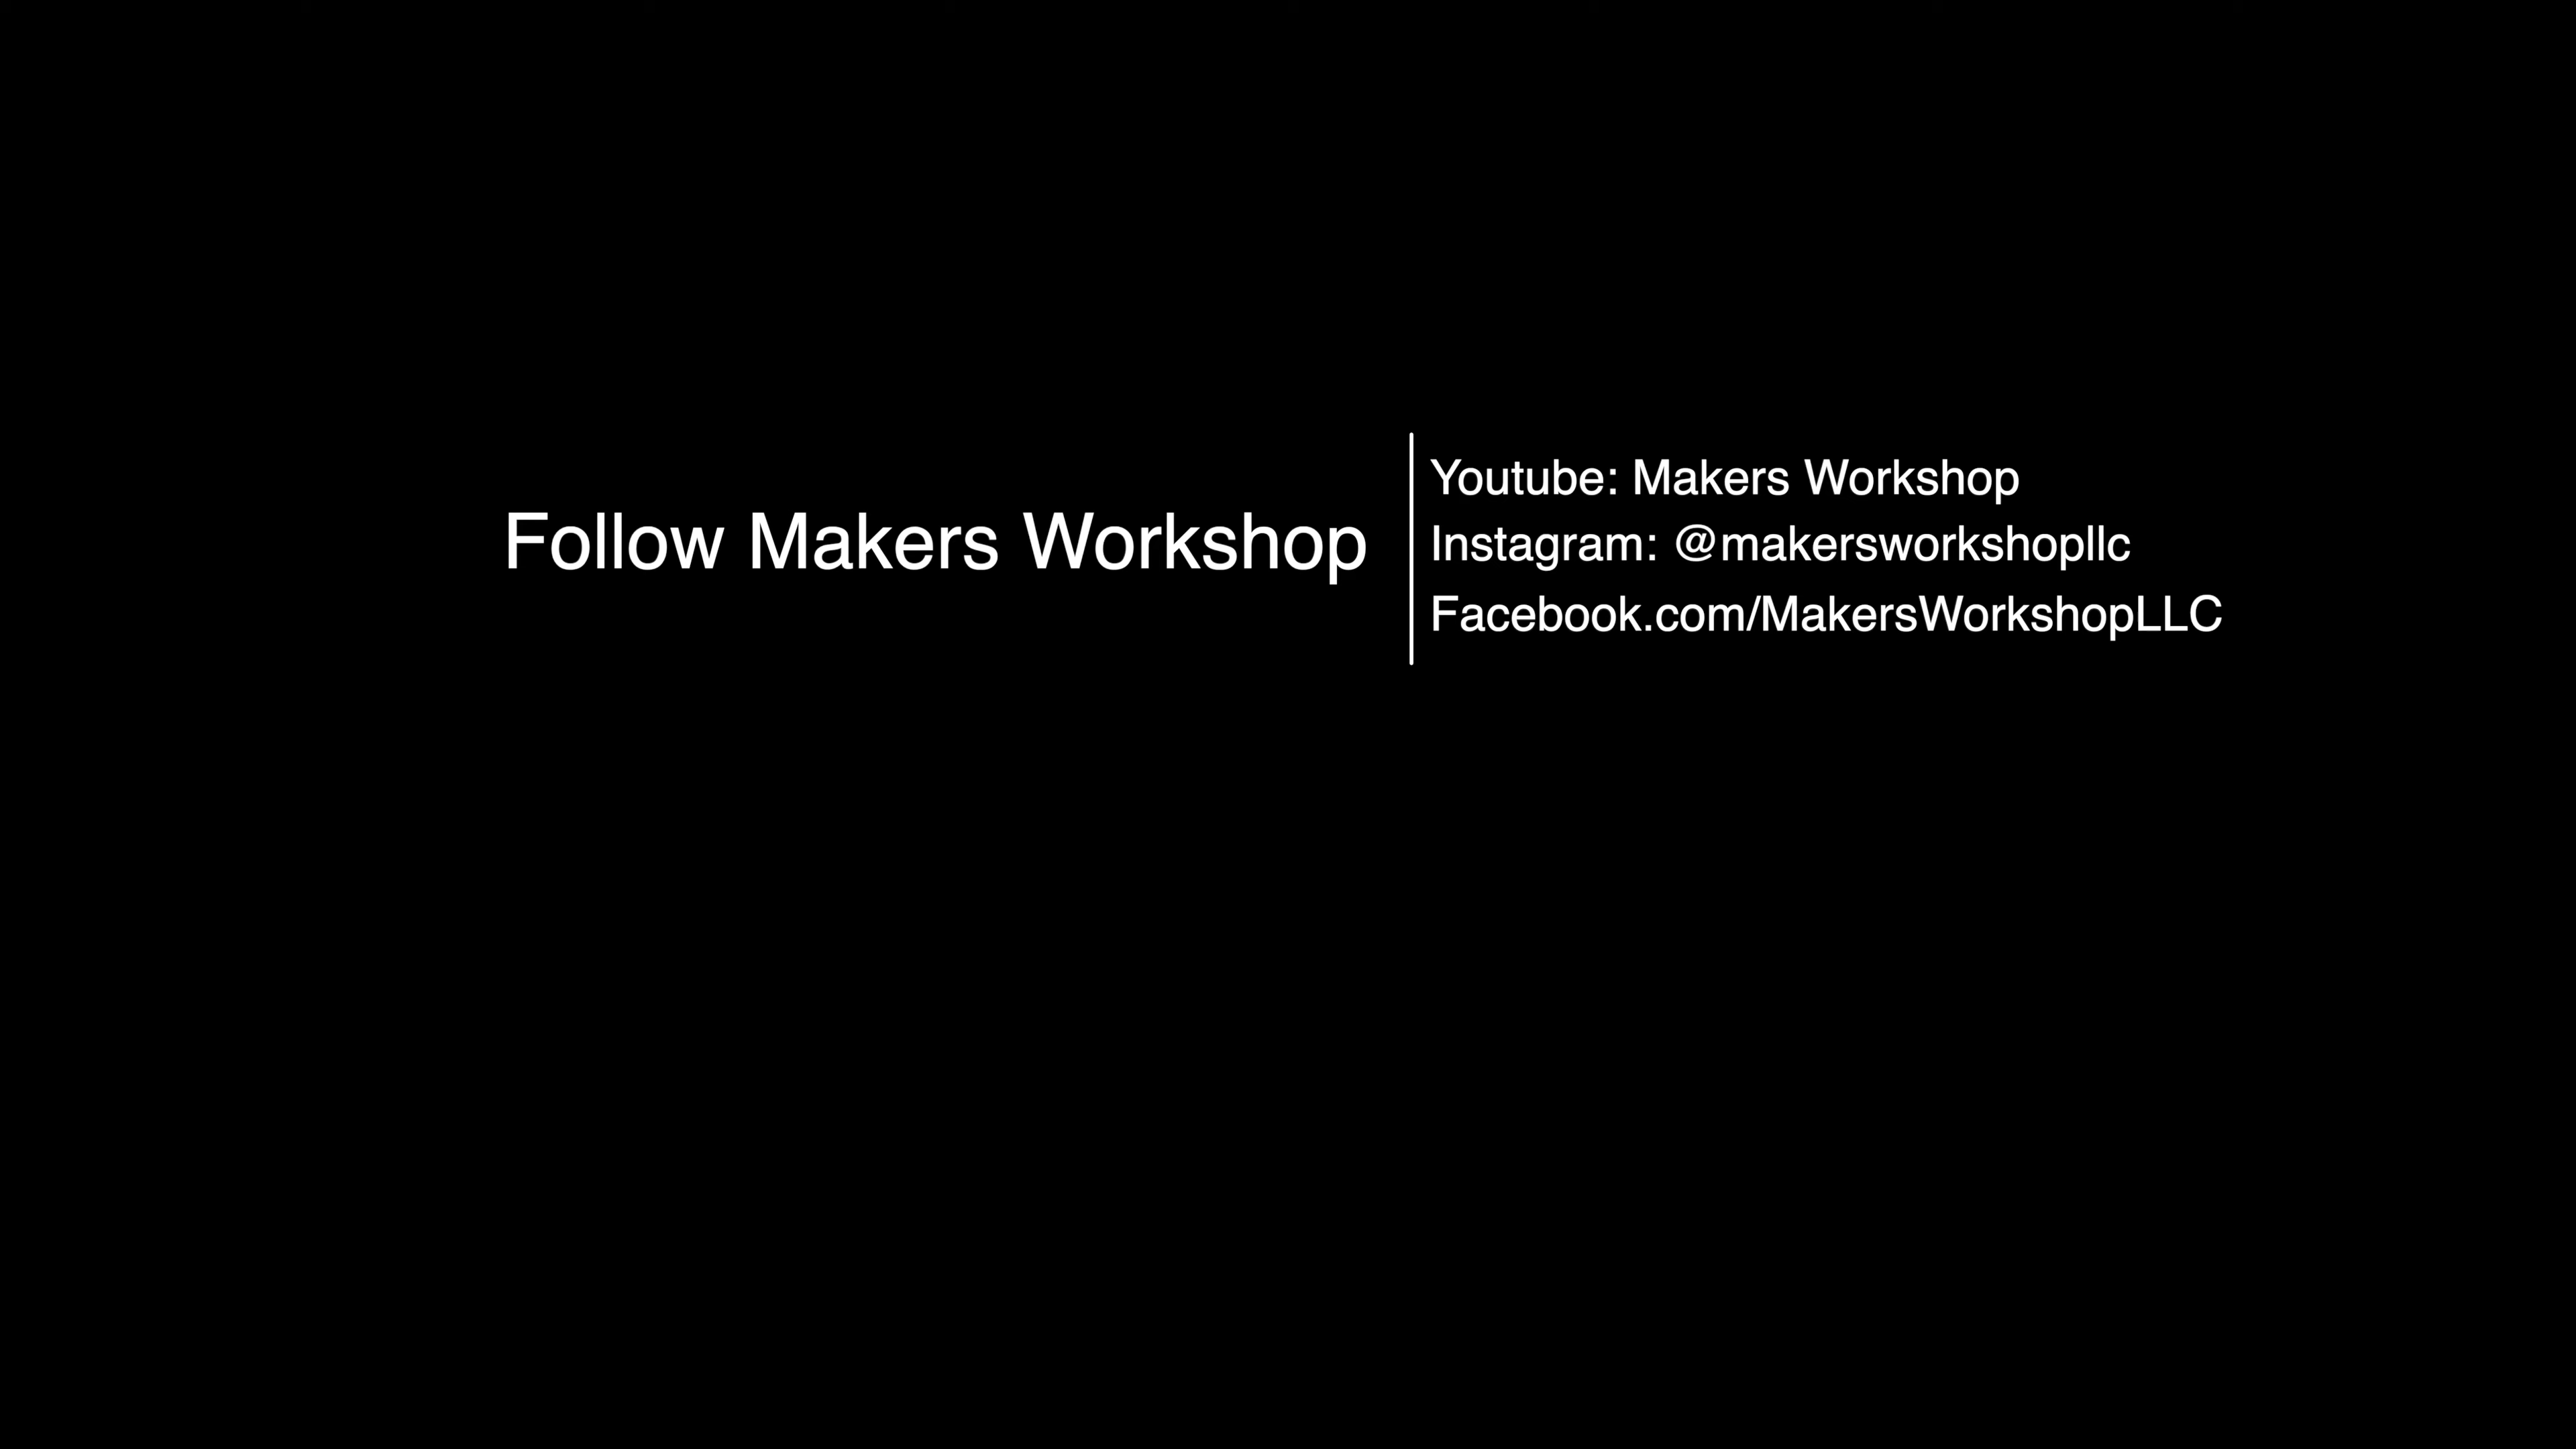 Follow Makers Workshop
Youtube: Makers Workshop
Instagram: @makersworkshopllc
Facebook.com/MakersWorkshopLLC